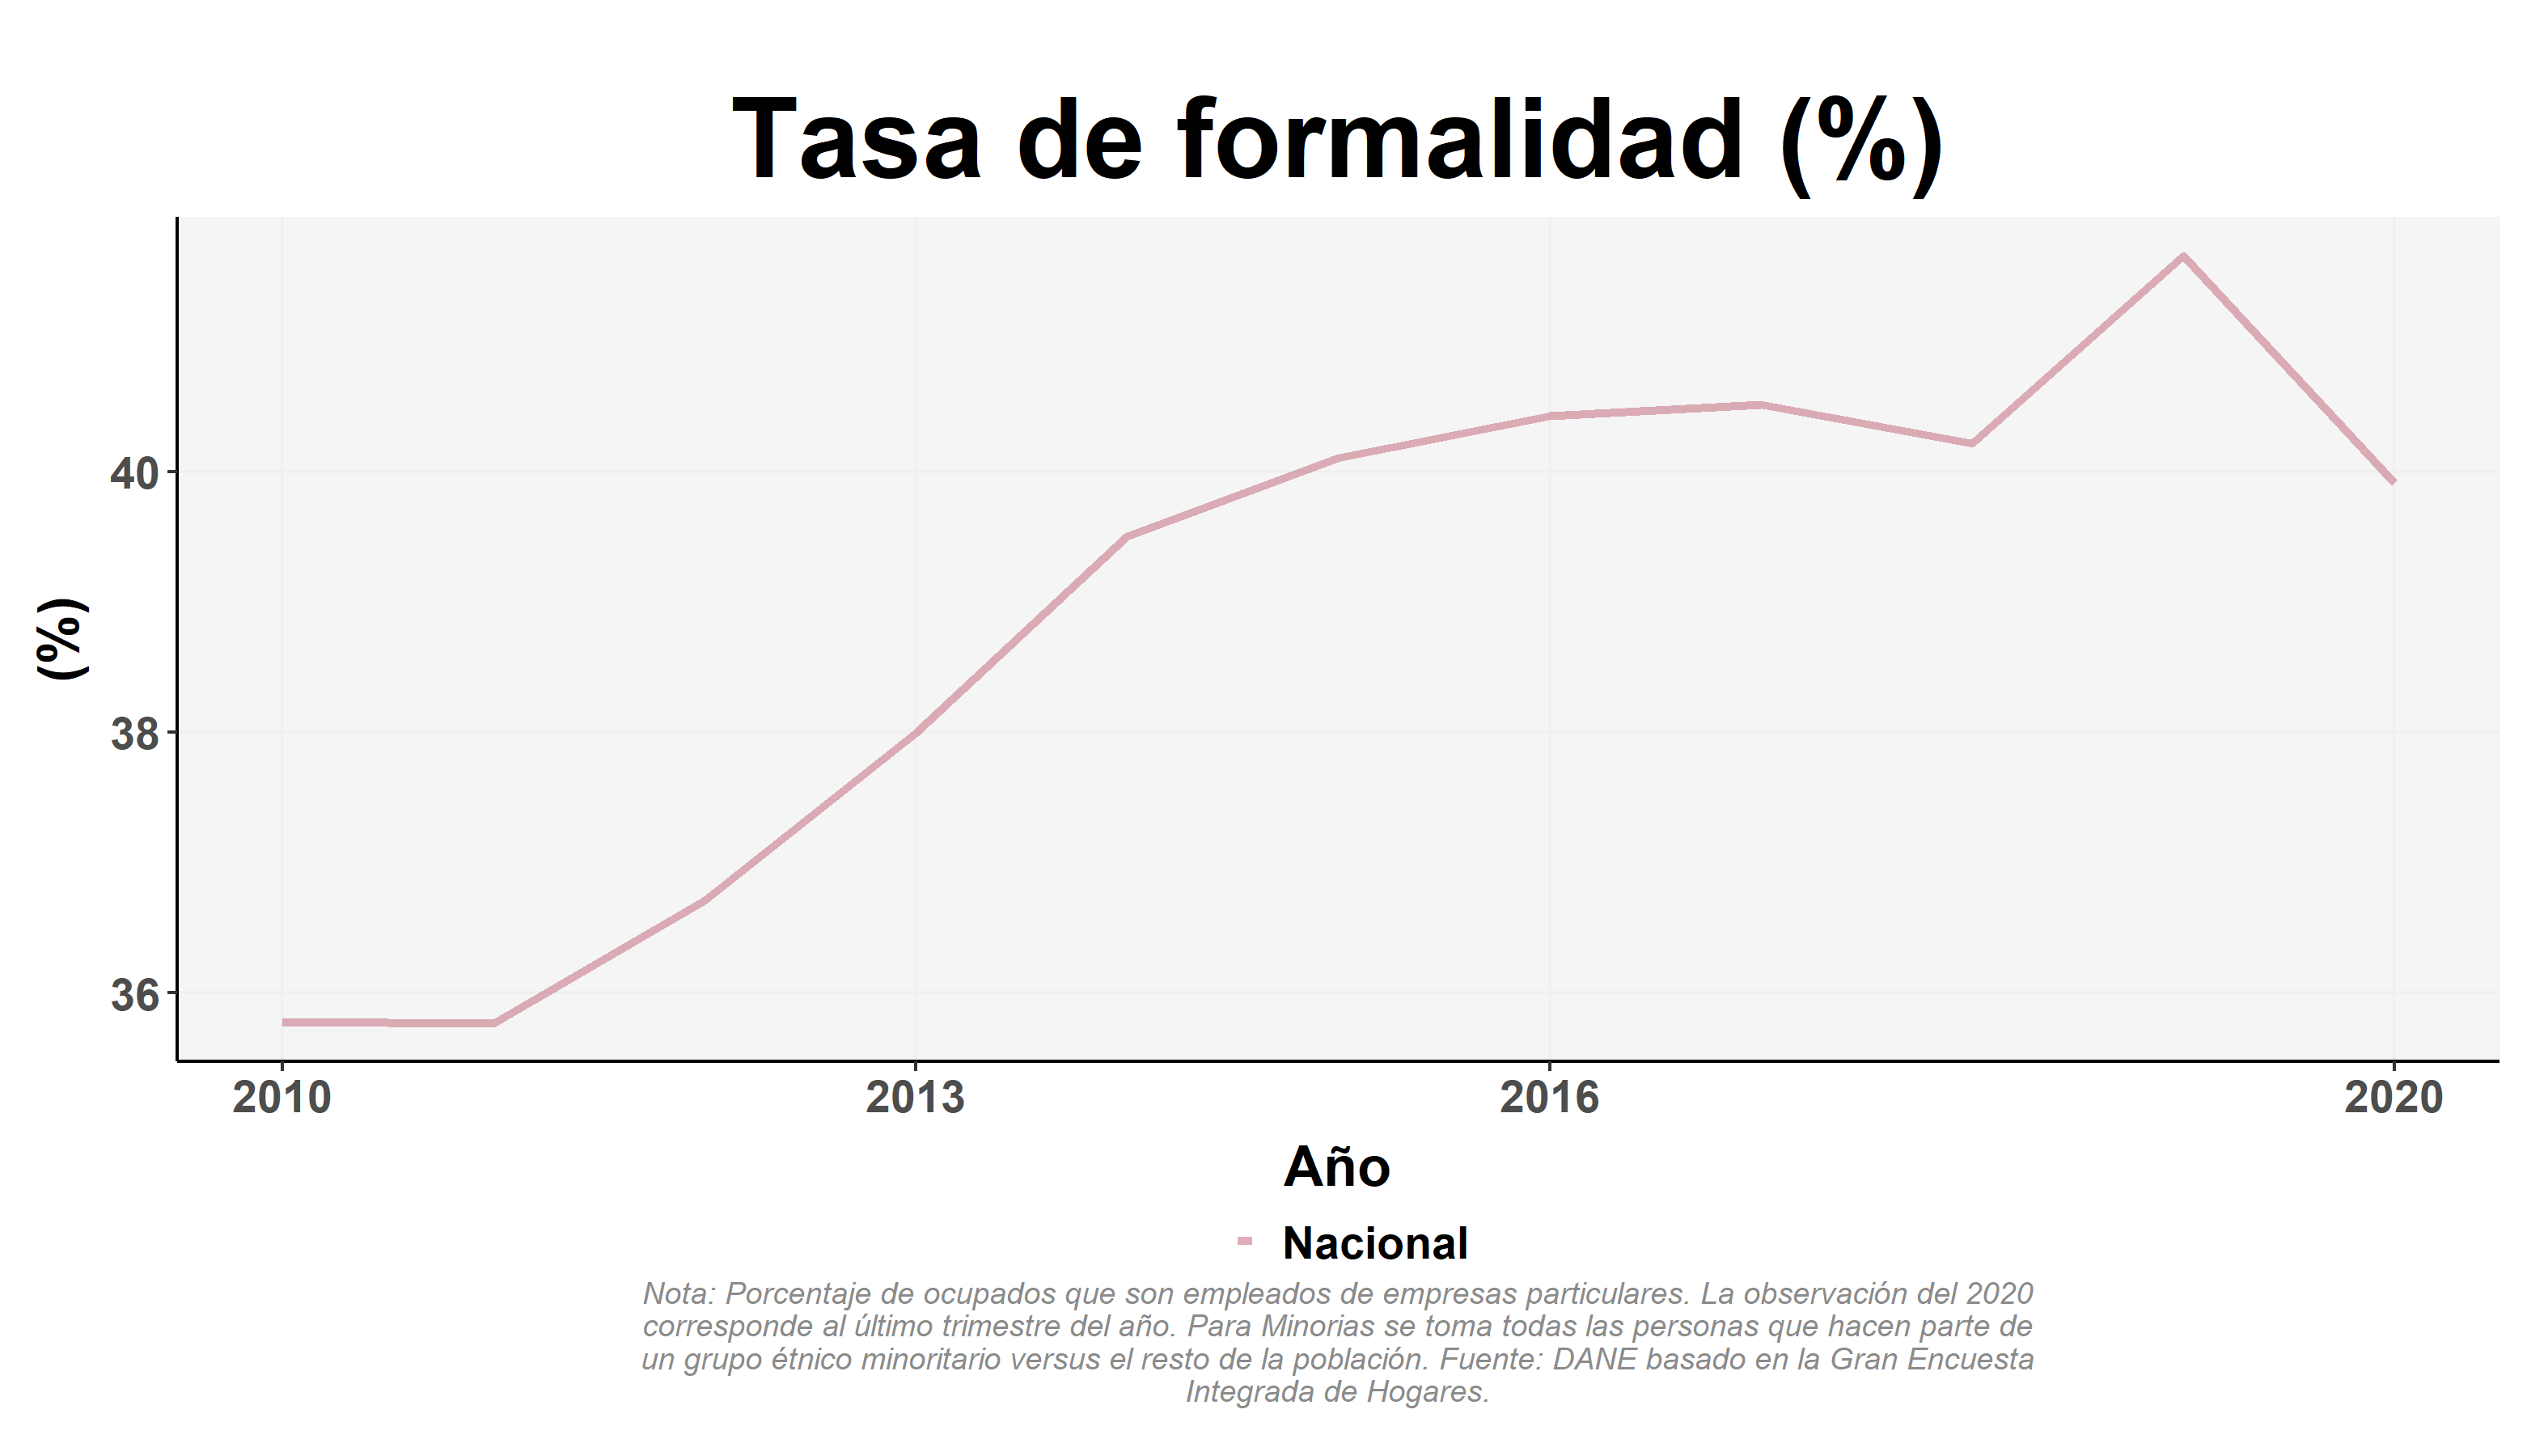 Tasa de formalidad (%)
(%)
40
38
36
2010 2013 2016 2020
Año
Nacional
Nota: Porcentaje de ocupados que son empleados de empresas particulares. La observación del 2020
corresponde al último trimestre del año. Para Minorias se toma todas las personas que hacen parte de
un grupo étnico minoritario versus el resto de la población. Fuente: DANE basado en la Gran Encuesta
Integrada de Hogares.